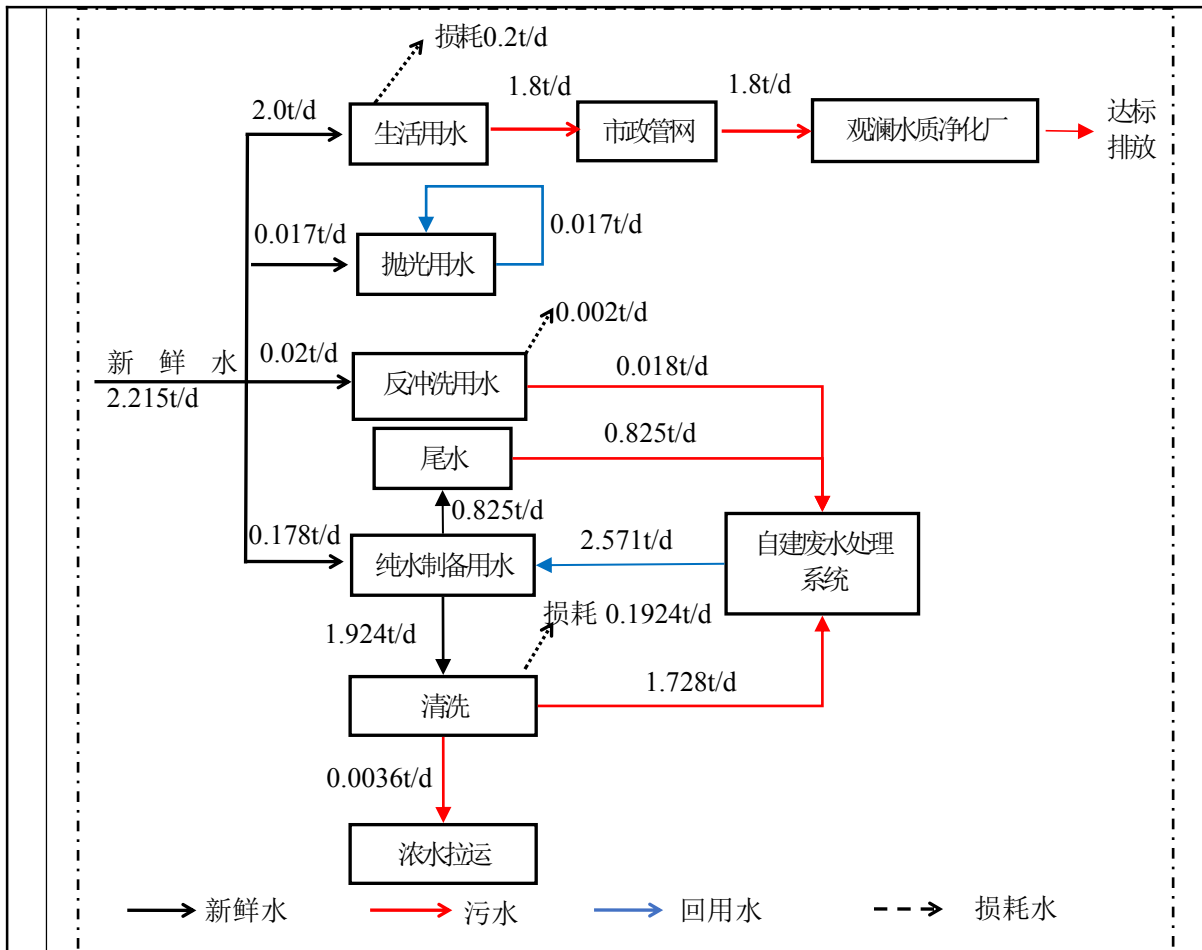 损耗0.2t/d
2.0t/d
1.8t/d
1.8t/d
生活用水
市政管网
观澜水质净化厂
达标
排放
0.017t/d
0.017t/d
抛光用水
0.002t/d
新鲜水
2.215t/d
0.02t/d
反冲洗用水
0.018t/d
尾水
0.825t/d
0.825t/d
0.178t/d
纯水制备用水
2.571t/d
自建废水处理
系统
1.924t/d
损耗 0.1924t/d
清洗
1.728t/d
0.0036t/d
浓水拉运
新鲜水
污水
回用水
损耗水